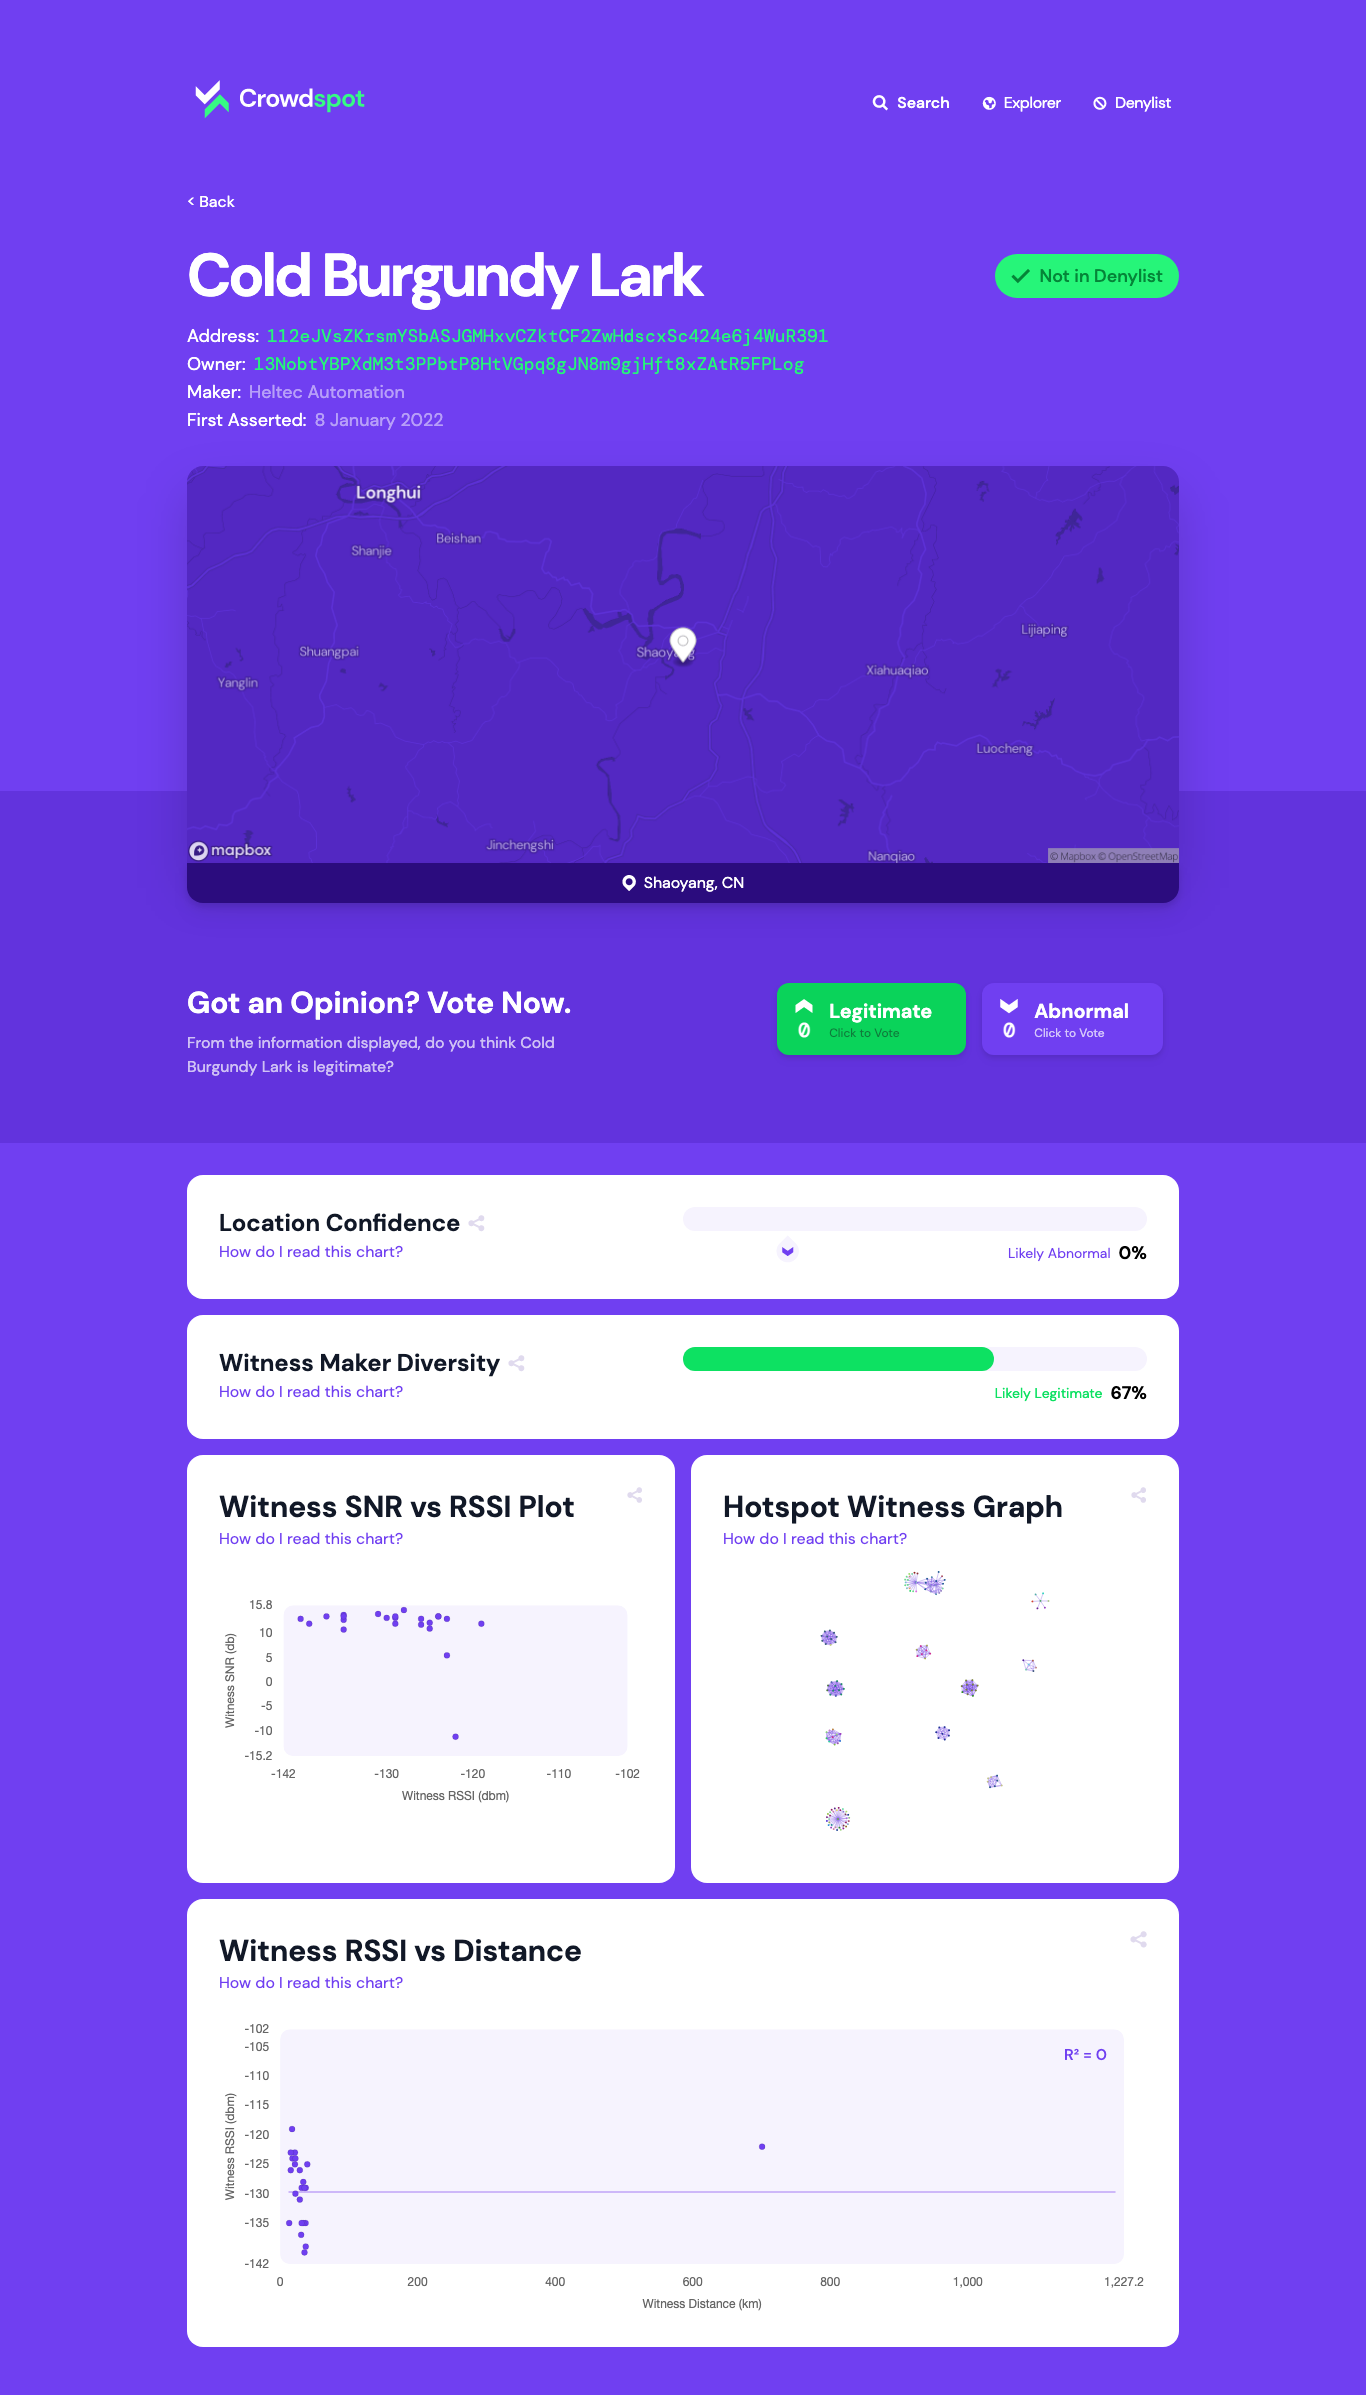 Crowdspot
Search
Explorer
Denylist
< Back
Cold Burgundy Lark
Not in Denylist
Address: 112eJVsZKrsmYSbASJGMHxvCZktCF2ZwHdscxSc424e6j4WuR391
Owner: 13NobtYBPXdM3t3PPbtP8HtVGpq8gJN8m9gjHft8xZAtR5FPLog
Maker: Heltec Automation
First Asserted: 8 January 2022
Longhui
Beishan
Shanjie
Lijiaping
Shuangpai
Xiahuaqiao
Yanglin
Luocheng
Jinchengshi
Nanqiao
mapbox
© Mapbox © OpenStreetMap
Shaoyang, CN
Got an Opinion? Vote Now.
From the information displayed, do you think Cold
Burgundy Lark is legitimate?
Legitimate
0
Click to Vote
Abnormal
0
Click to Vote
Location Confidence
How do I read this chart?
Likely Abnormal 0%
Witness Maker Diversity
How do I read this chart?
Likely Legitimate 67%
Witness SNR vs RSSI Plot
How do I read this chart?
15.8
10
5
0
-5
-10
-15.2
Witness SNR (db)
-142
-130
-120
-110
-102
Witness RSSI (dbm)
Hotspot Witness Graph
How do I read this chart?
Witness RSSI vs Distance
How do I read this chart?
R² = 0
-102
-105
-110
-115
-120
-125
-130
-135
-142
Witness RSSI (dbm)
0
200
400
600
800
1,000
1,227.2
Witness Distance (km)